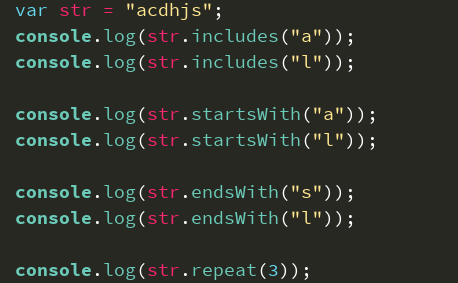 var str = "acdhjs";
console.log(str.includes("a"));
console.log(str.includes("l"));
console.log(str.startsWith("a"));
console.log(str.startsWith("l"));
console.log(str.endsWith("s"));
console.log(str.endsWith("l"));
console.log(str.repeat(3));